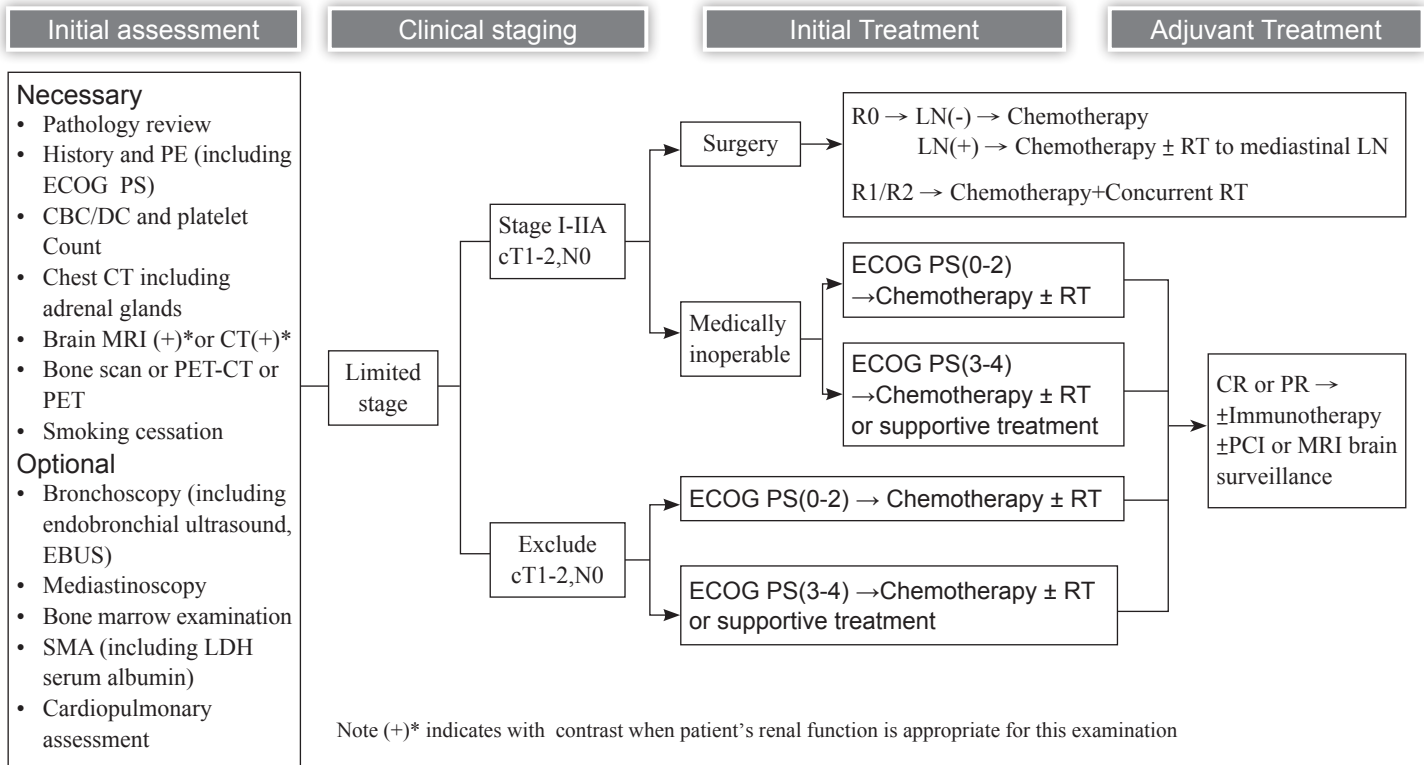 Initial assessment
Clinical staging
Initial Treatment
Adjuvant Treatment
Necessary
• Pathology review
• History and PE (including
ECOG PS)
• CBC/DC and platelet
Count
• Chest CT including
adrenal glands
• Brain MRI (+)*or CT(+)*
• Bone scan or PET-CT or
PET
• Smoking cessation
Optional
• Bronchoscopy (including
endobronchial ultrasound,
EBUS)
• Mediastinoscopy
• Bone marrow examination
• SMA (including LDH
serum albumin)
• Cardiopulmonary
assessment
Limited
stage
Stage I-IIA
cT1-2,N0
Exclude
cT1-2,N0
Surgery
Medically
inoperable
R0 → LN(-) → Chemotherapy
LN(+) → Chemotherapy ± RT to mediastinal LN
R1/R2 → Chemotherapy+Concurrent RT
ECOG PS(0-2)
→Chemotherapy ± RT
ECOG PS(3-4)
→Chemotherapy ± RT
or supportive treatment
ECOG PS(0-2) → Chemotherapy ± RT
ECOG PS(3-4) →Chemotherapy ± RT
or supportive treatment
CR or PR →
±Immunotherapy
±PCI or MRI brain
surveillance
Note (+)* indicates with contrast when patient's renal function is appropriate for this examination